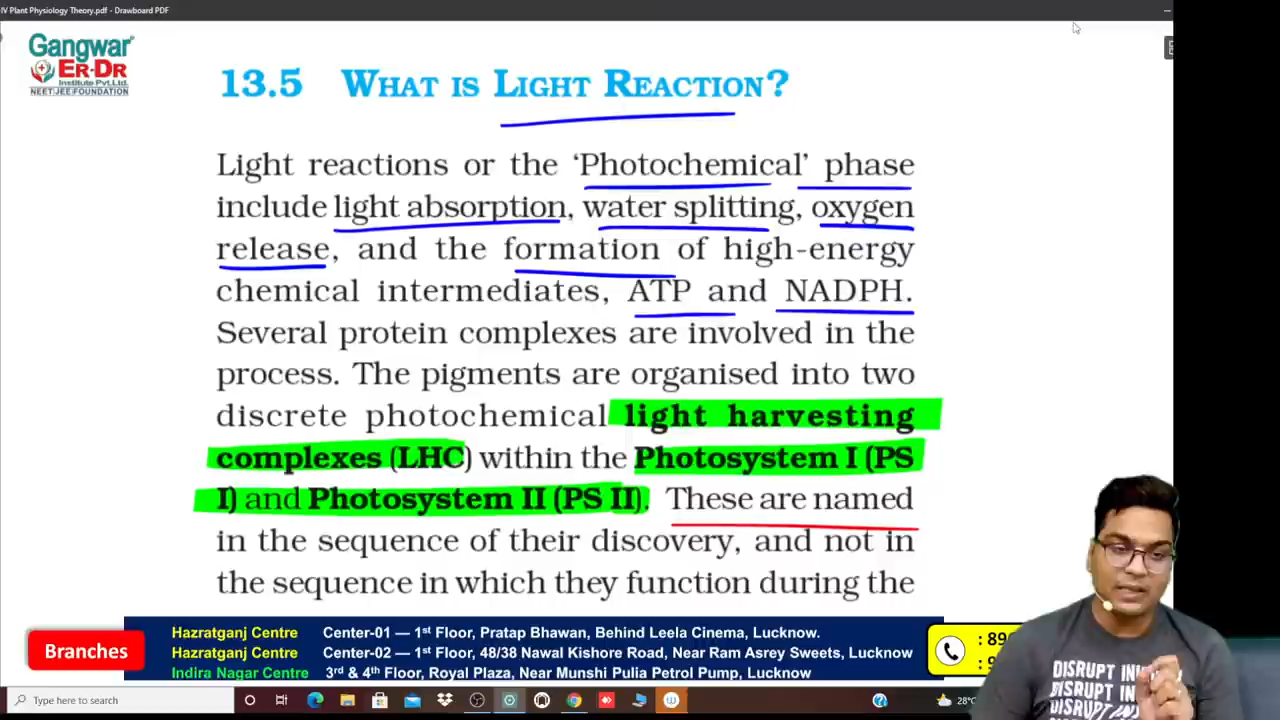 IV Plant Physiology Theory.pdf - Drawboard PDF
Gangwar
ER-DR
Institute Pvt.Ltd.
NEET|JEE|FOUNDATION
13.5 WHAT IS LIGHT REACTION?
Light reactions or the ‘Photochemical’ phase
include light absorption, water splitting, oxygen
release, and the formation of high-energy
chemical intermediates, ATP and NADPH.
Several protein complexes are involved in the
process. The pigments are organised into two
discrete photochemical light harvesting
complexes (LHC) within the Photosystem I (PS
I) and Photosystem II (PS II). These are named
in the sequence of their discovery, and not in
the sequence in which they function during the
Branches
Hazratganj Centre Center-01 — 1st Floor, Pratap Bhawan, Behind Leela Cinema, Lucknow.
Hazratganj Centre Center-02 — 1st Floor, 48/38 Nawal Kishore Road, Near Ram Asrey Sweets, Lucknow
Indira Nagar Centre 3rd & 4th Floor, Royal Plaza, Near Munshi Pulia Petrol Pump, Lucknow
: 89
DISRUPT
Type here to search
28°C